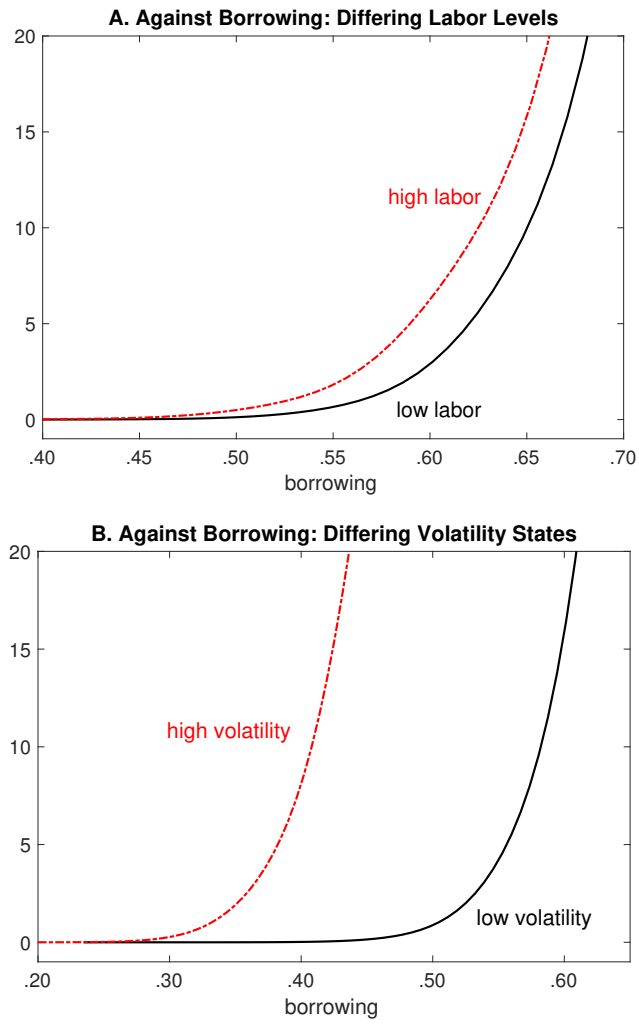 A. Against Borrowing: Differing Labor Levels
20
15
10
5
0
high labor
low labor
.40 .45 .50 .55 .60 .65 .70
borrowing
B. Against Borrowing: Differing Volatility States
20
15
10
5
0
high volatility
low volatility
.20 .30 .40 .50 .60
borrowing